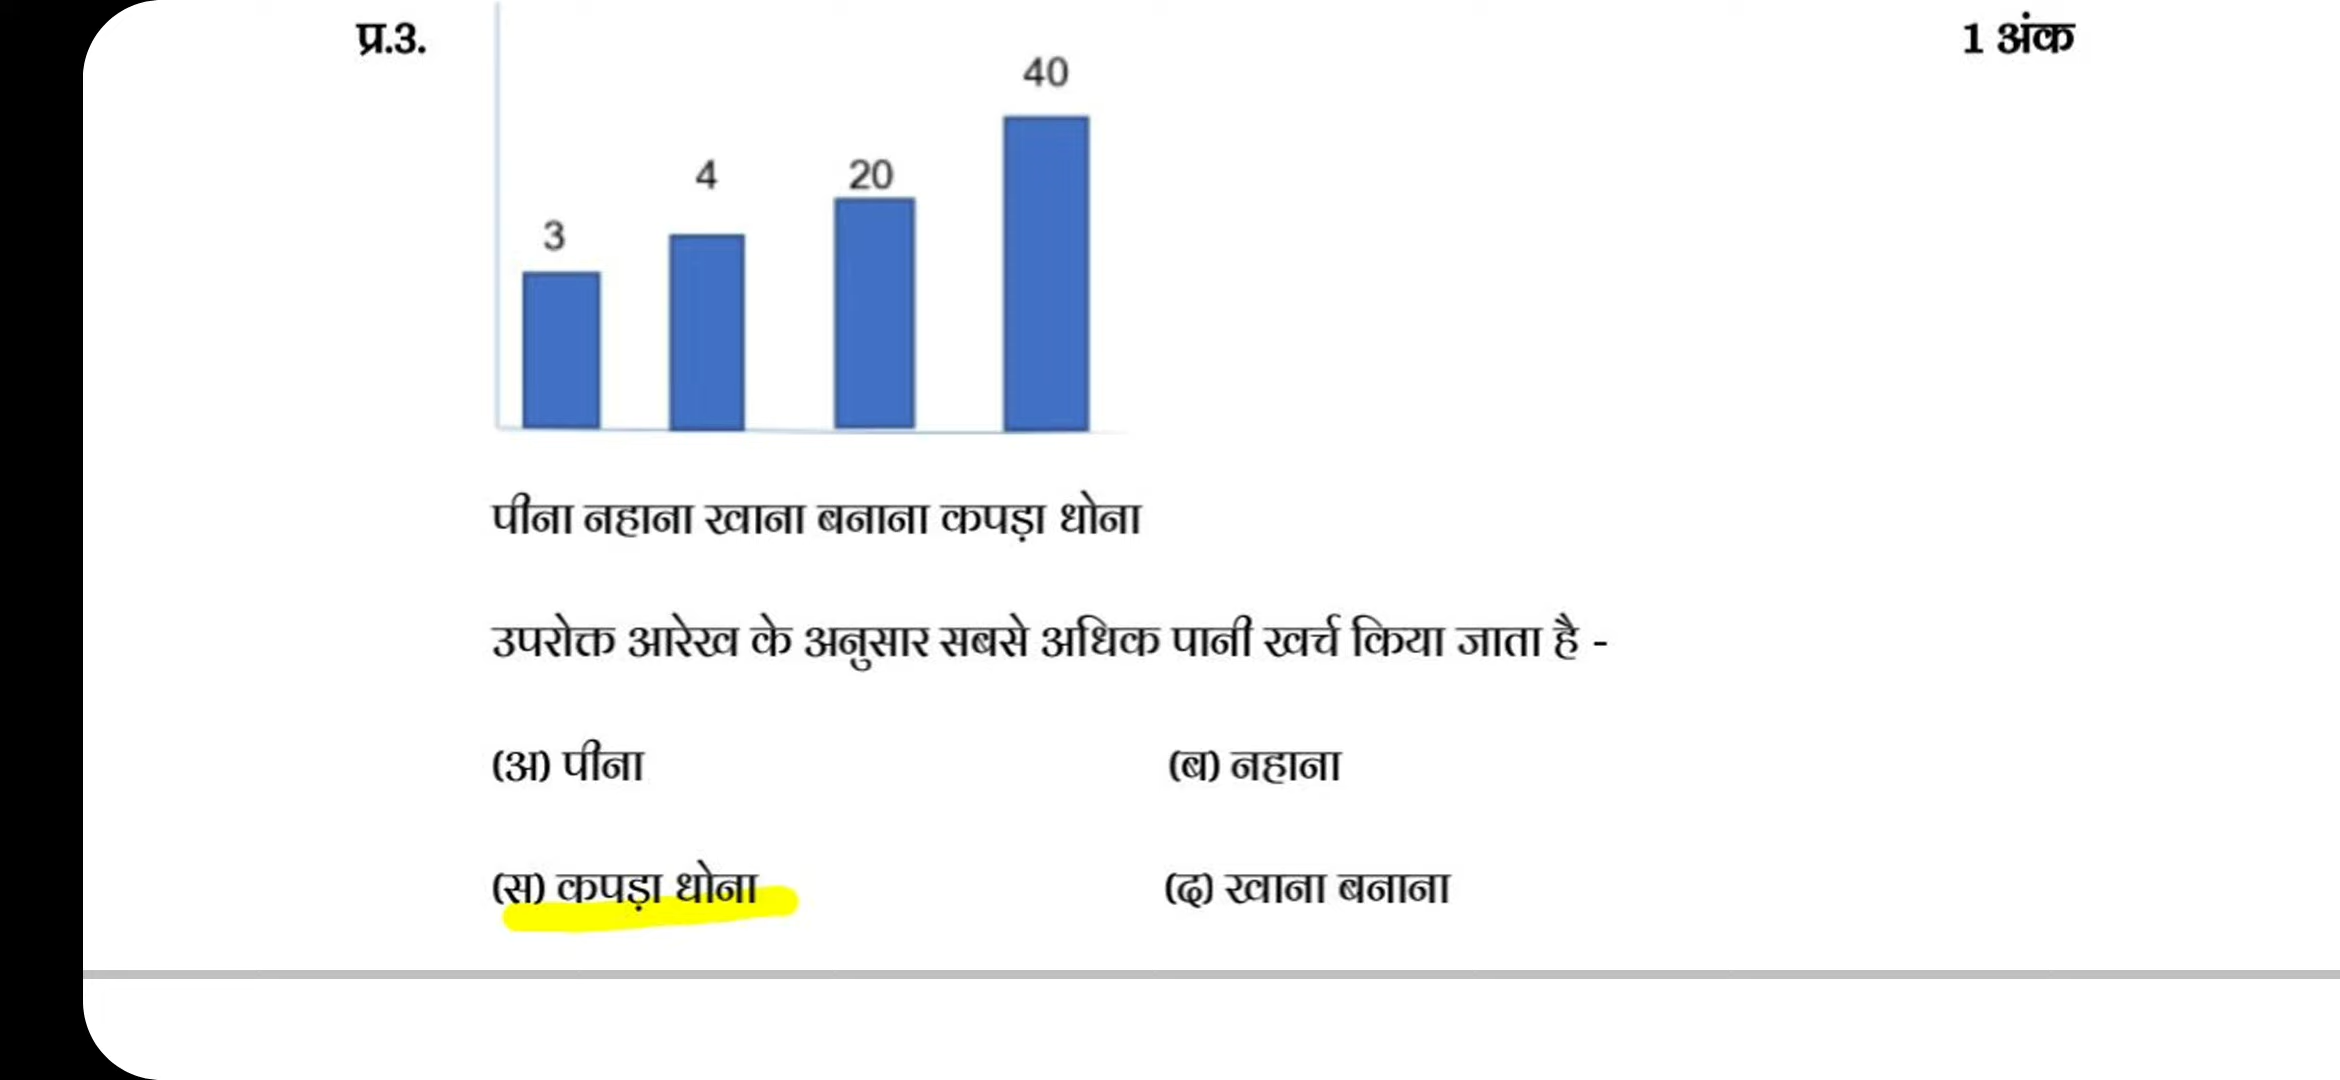 प्र.3.
1 अंक
40
4
20
3
पीना नहाना खाना बनाना कपड़ा धोना
उपरोक्त आरेख के अनुसार सबसे अधिक पानी खर्च किया जाता है -
(अ) पीना
(ब) नहाना
(स) कपड़ा धोना
(द) खाना बनाना